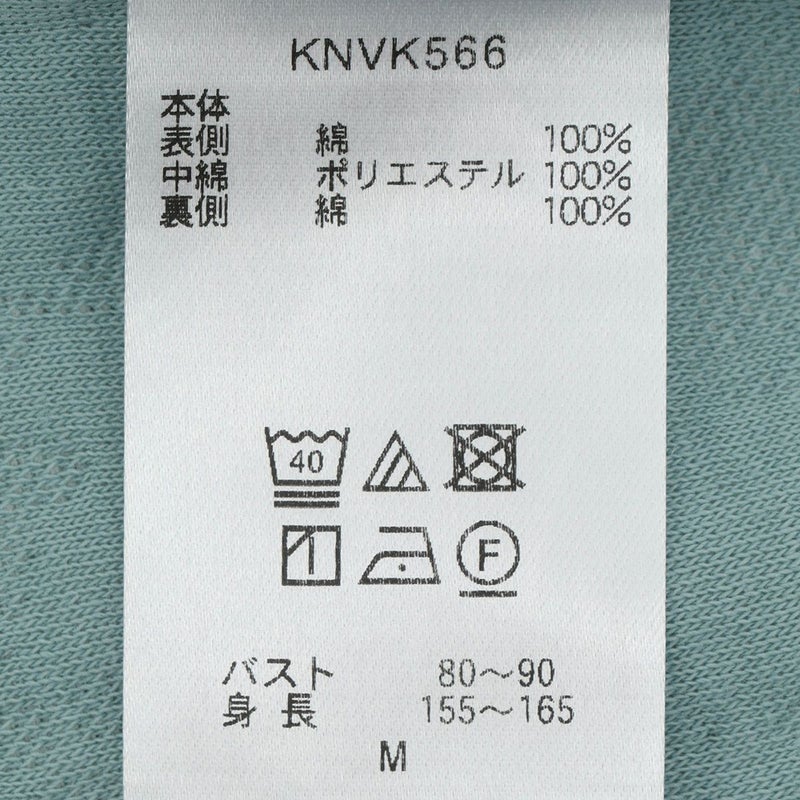 KNVK566
本体
表側 綿 100%
中綿 ポリエステル 100%
裏側 綿 100%
40
F
バスト 80～90
身長 155～165
M